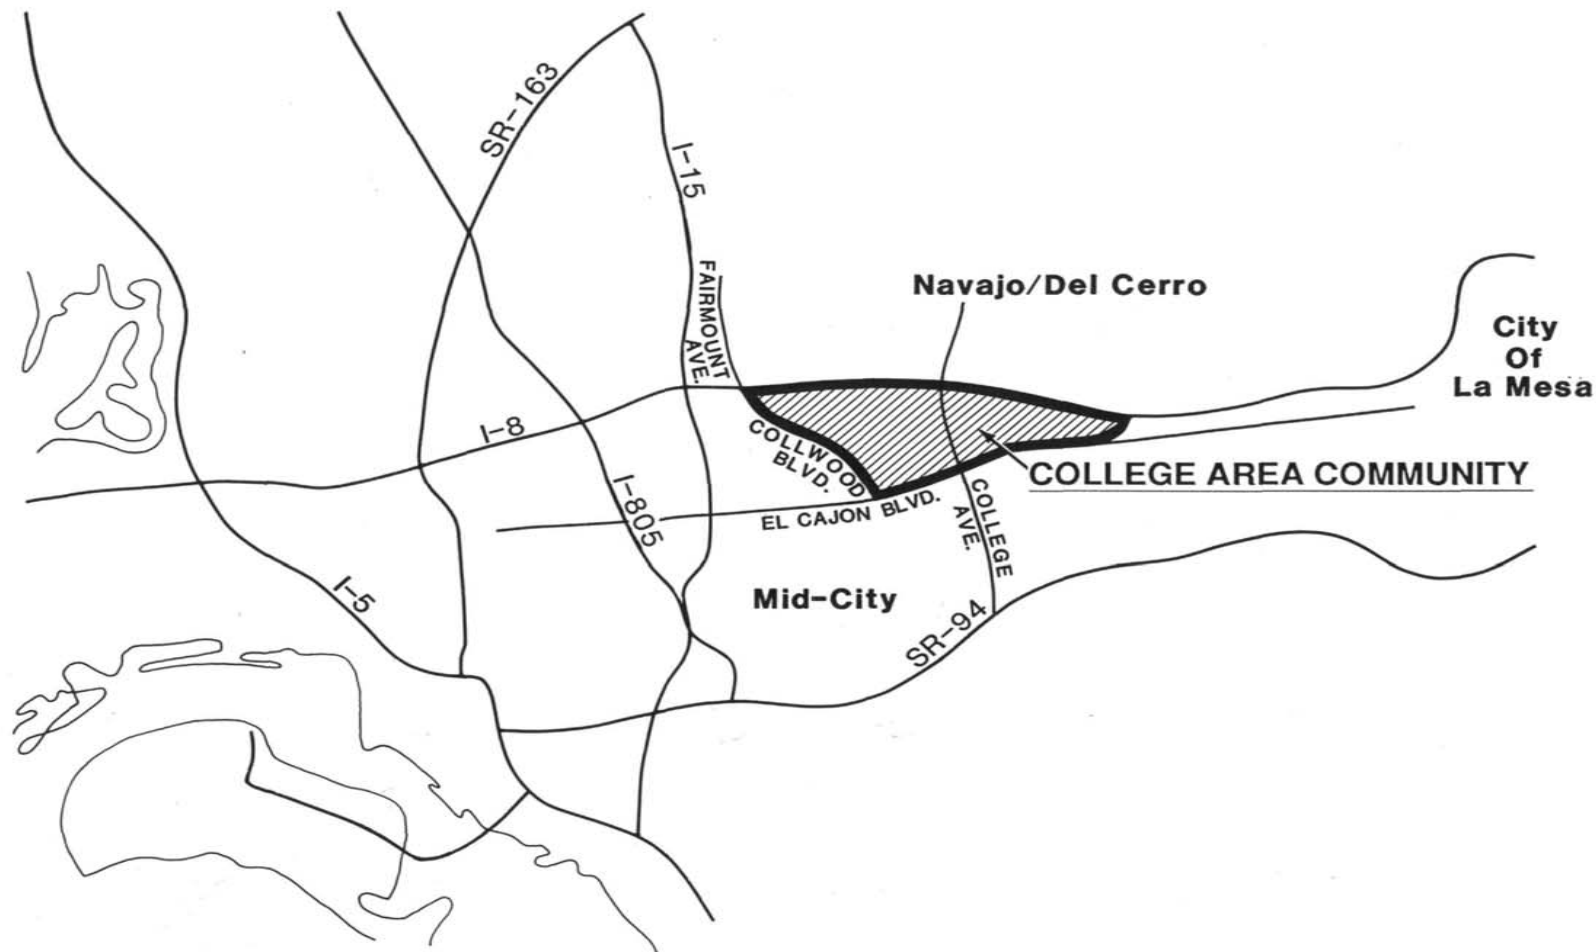 SR-163
I-15
FAIRMOUNT
AVE.
Navajo/Del Cerro
City
Of
La Mesa
I-8
COLLWOOD
BLVD.
COLLEGE AREA COMMUNITY
I-805
EL CAJON BLVD.
COLLEGE
AVE.
I-5
Mid-City
SR-94